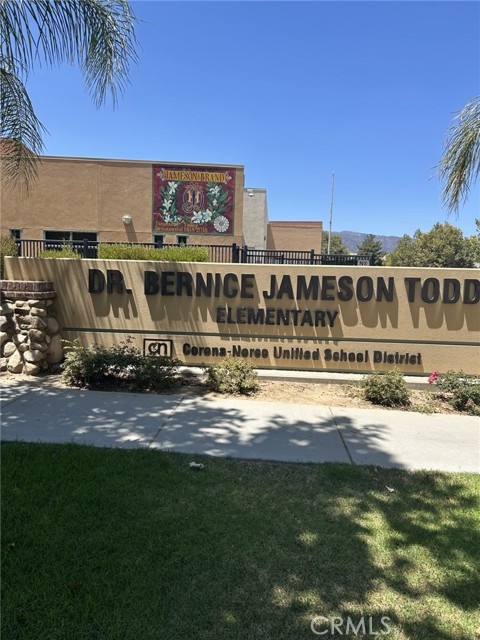 JAMESON BRAND
DR. BERNICE JAMESON TODD
ELEMENTARY
cn
Corona-Norco Unified School District
CRMLS